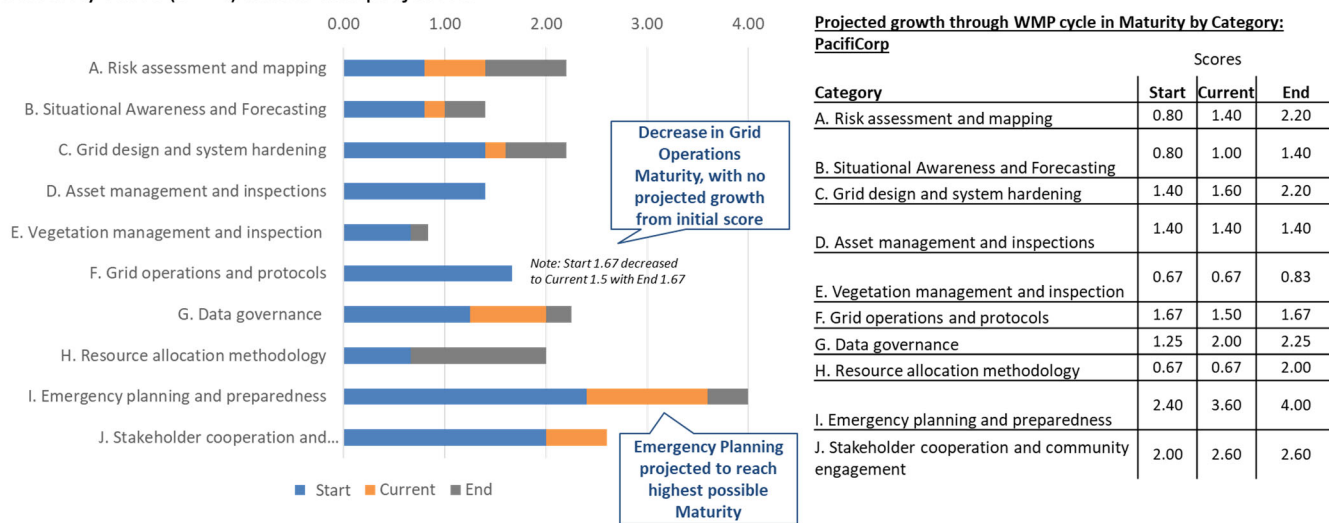 0.00 1.00 2.00 3.00 4.00
A. Risk assessment and mapping
B. Situational Awareness and Forecasting
C. Grid design and system hardening
D. Asset management and inspections
E. Vegetation management and inspection
F. Grid operations and protocols
G. Data governance
H. Resource allocation methodology
I. Emergency planning and preparedness
J. Stakeholder cooperation and...
Decrease in Grid
Operations
Maturity, with no
projected growth
from initial score
Note: Start 1.67 decreased
to Current 1.5 with End 1.67
Emergency Planning
projected to reach
highest possible
Maturity
Start Current End
Projected growth through WMP cycle in Maturity by Category:
PacifiCorp
Scores
Category Start Current End
A. Risk assessment and mapping 0.80 1.40 2.20
B. Situational Awareness and Forecasting 0.80 1.00 1.40
C. Grid design and system hardening 1.40 1.60 2.20
D. Asset management and inspections 1.40 1.40 1.40
E. Vegetation management and inspection 0.67 0.67 0.83
F. Grid operations and protocols 1.67 1.50 1.67
G. Data governance 1.25 2.00 2.25
H. Resource allocation methodology 0.67 0.67 2.00
I. Emergency planning and preparedness 2.40 3.60 4.00
J. Stakeholder cooperation and community
engagement 2.00 2.60 2.60